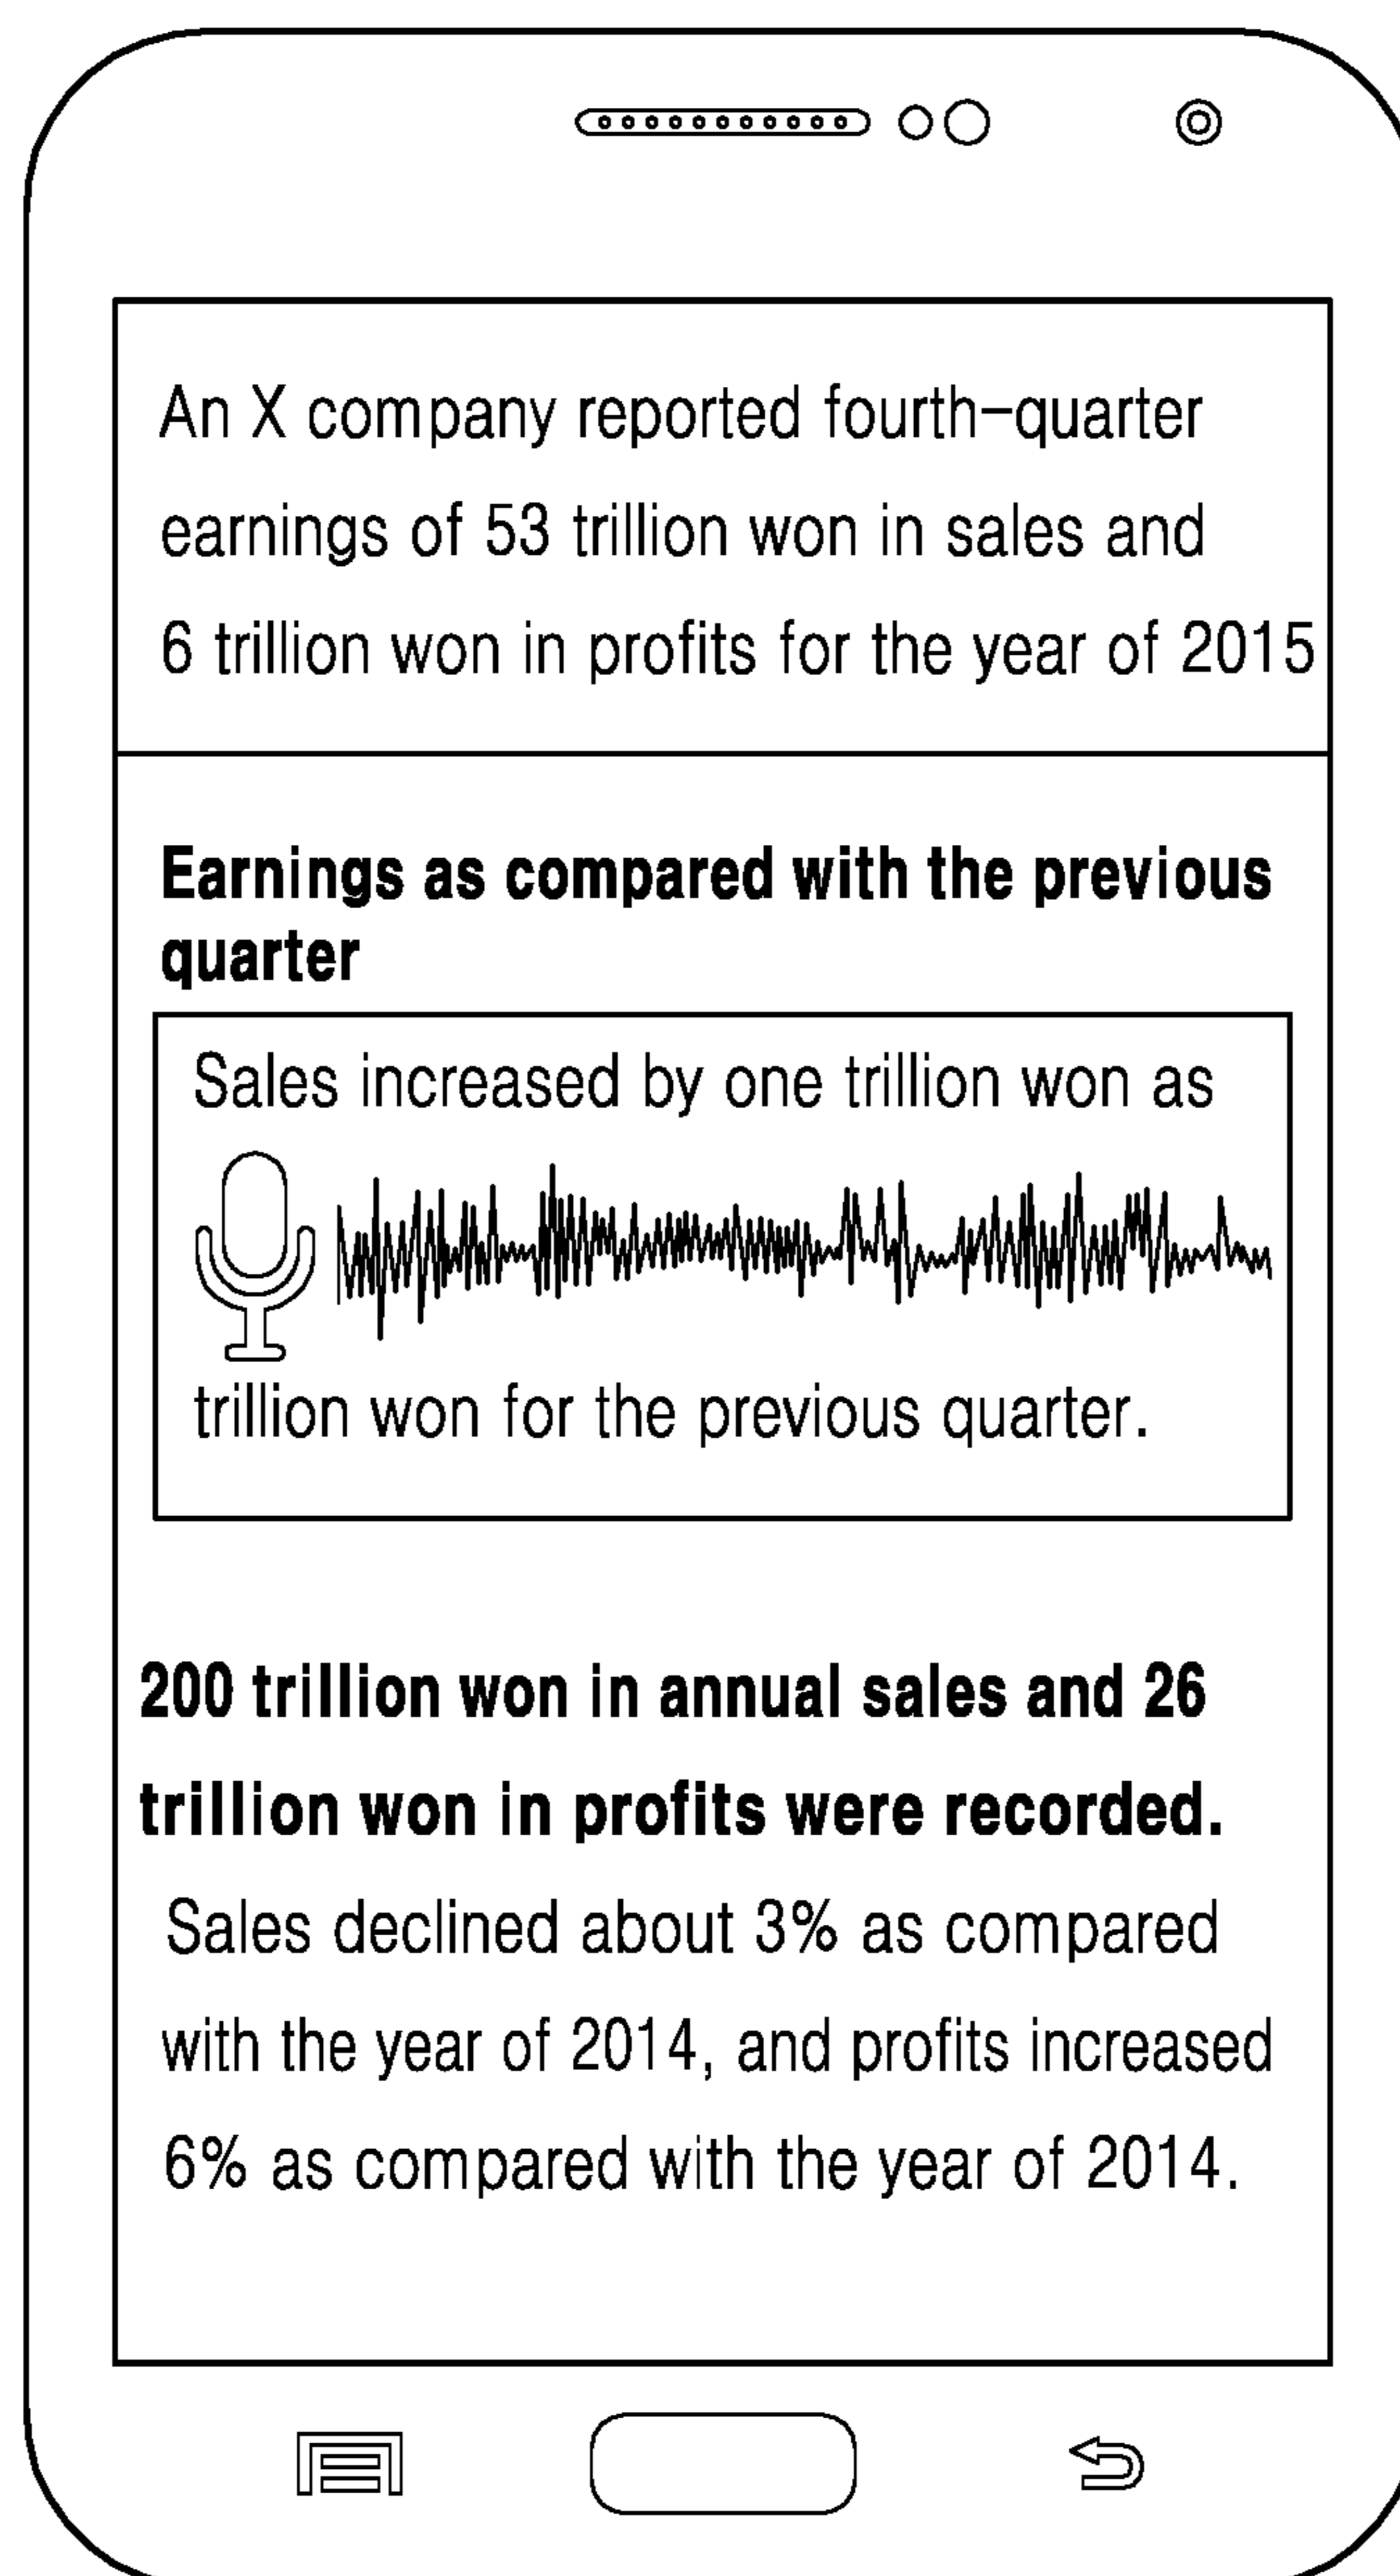 An X company reported fourth-quarter
earnings of 53 trillion won in sales and
6 trillion won in profits for the year of 2015
Earnings as compared with the previous
quarter
Sales increased by one trillion won as
trillion won for the previous quarter.
200 trillion won in annual sales and 26
trillion won in profits were recorded.
Sales declined about 3% as compared
with the year of 2014, and profits increased
6% as compared with the year of 2014.